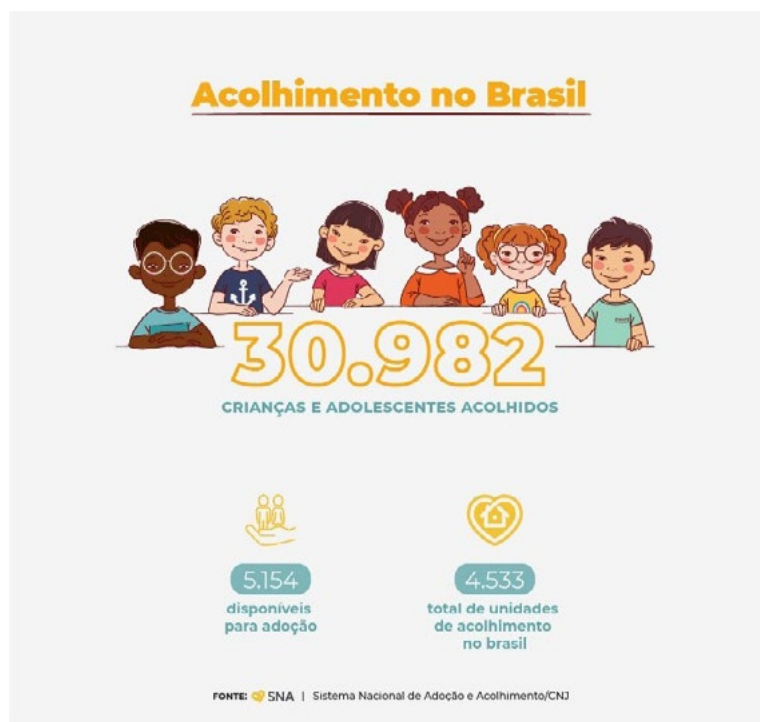 Acolhimento no Brasil
30.982
CRIANÇAS E ADOLESCENTES ACOLHIDOS
5.154
disponíveis
para adoção
4.533
total de unidades
de acolhimento
no brasil
FONTE: SNA | Sistema Nacional de Adoção e Acolhimento/CNJ